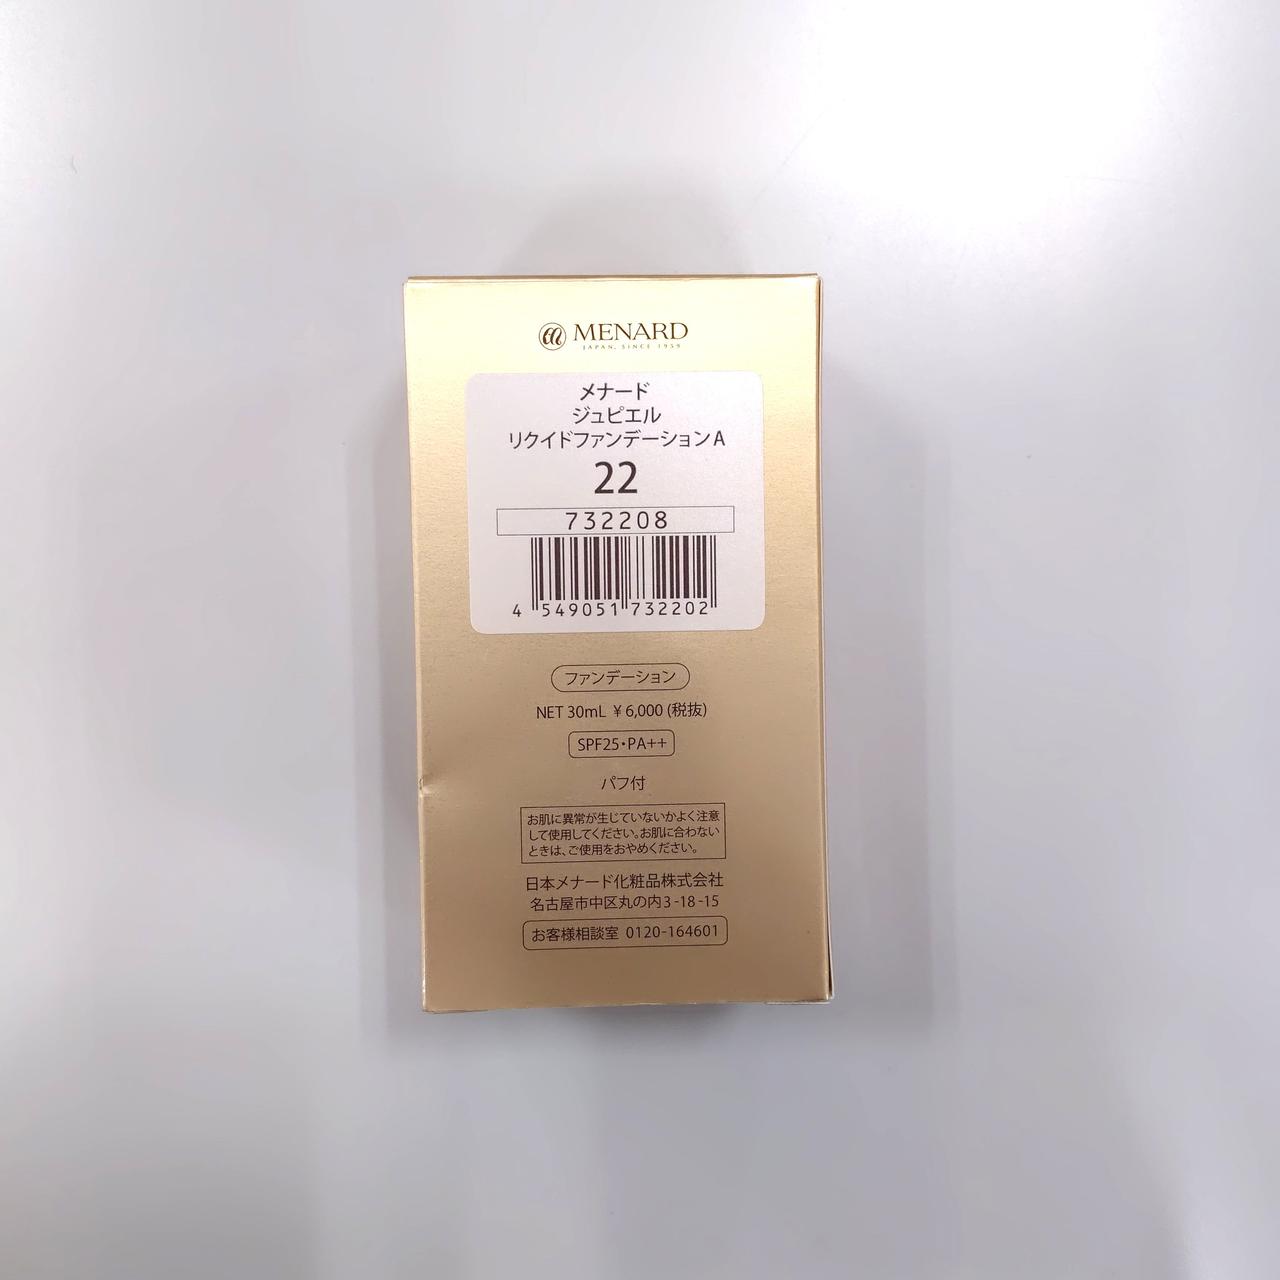 MENARD
JAPAN, SINCE 1959
メナード
ジュピエル
リクイドファンデーション A
22
732208
4 549051 732202
ファンデーション
NET 30mL ¥6,000 (税抜)
SPF25・PA++
パフ付
お肌に異常が生じていないかよく注意
して使用してください。お肌に合わない
ときは、ご使用をおやめください。
日本メナード化粧品株式会社
名古屋市中区丸の内3-18-15
お客様相談室 0120-164601